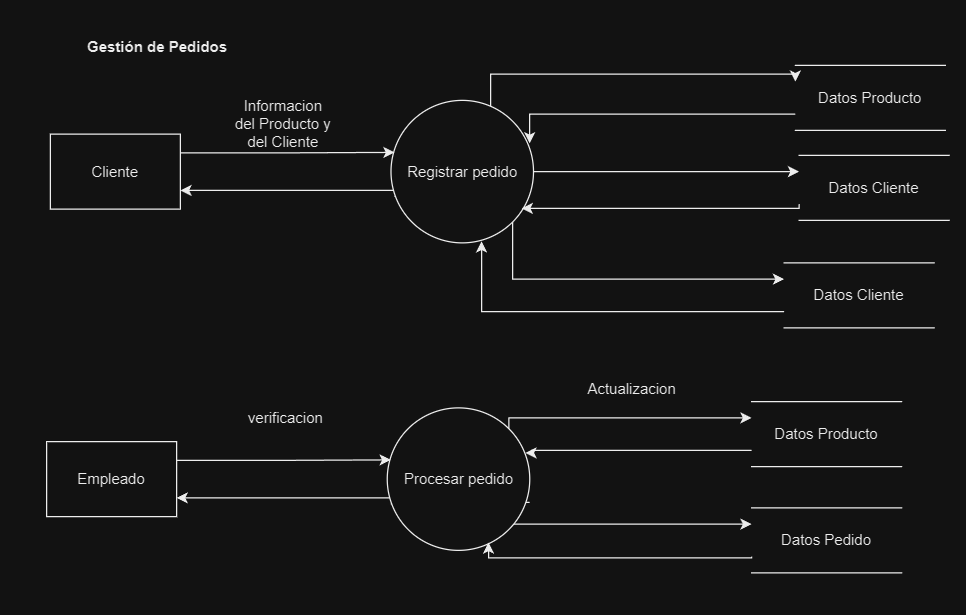 Gestión de Pedidos
Informacion
del Producto y
del Cliente
Cliente
Registrar pedido
Datos Producto
Datos Cliente
Datos Cliente
verificacion
Actualizacion
Empleado
Procesar pedido
Datos Producto
Datos Pedido